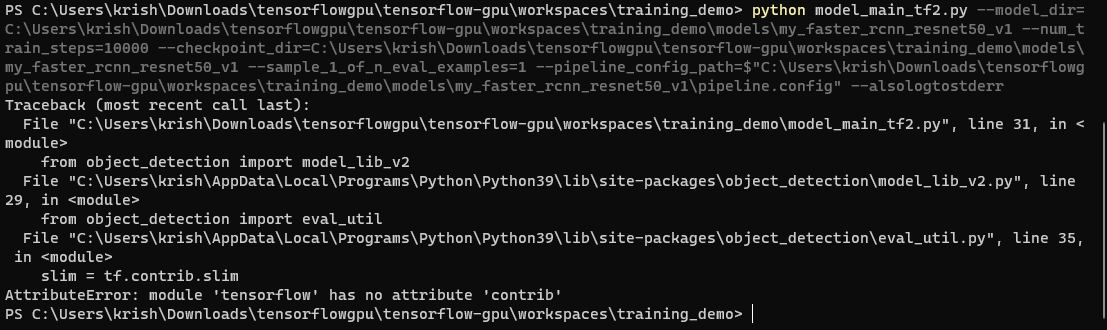 PS C:\Users\krish\Downloads\tensorflowgpu\tensorflow-gpu\workspaces\training_demo> python model_main_tf2.py --model_dir=
C:\Users\krish\Downloads\tensorflowgpu\tensorflow-gpu\workspaces\training_demo\models\my_faster_rcnn_resnet50_v1 --num_t
rain_steps=10000 --checkpoint_dir=C:\Users\krish\Downloads\tensorflowgpu\tensorflow-gpu\workspaces\training_demo\models\
my_faster_rcnn_resnet50_v1 --sample_1_of_n_eval_examples=1 --pipeline_config_path=$"C:\Users\krish\Downloads\tensorflowg
pu\tensorflow-gpu\workspaces\training_demo\models\my_faster_rcnn_resnet50_v1\pipeline.config" --alsologtostderr
Traceback (most recent call last):
  File "C:\Users\krish\Downloads\tensorflowgpu\tensorflow-gpu\workspaces\training_demo\model_main_tf2.py", line 31, in <
module>
    from object_detection import model_lib_v2
  File "C:\Users\krish\AppData\Local\Programs\Python\Python39\lib\site-packages\object_detection\model_lib_v2.py", line
29, in <module>
    from object_detection import eval_util
  File "C:\Users\krish\AppData\Local\Programs\Python\Python39\lib\site-packages\object_detection\eval_util.py", line 35,
 in <module>
    slim = tf.contrib.slim
AttributeError: module 'tensorflow' has no attribute 'contrib'
PS C:\Users\krish\Downloads\tensorflowgpu\tensorflow-gpu\workspaces\training_demo>